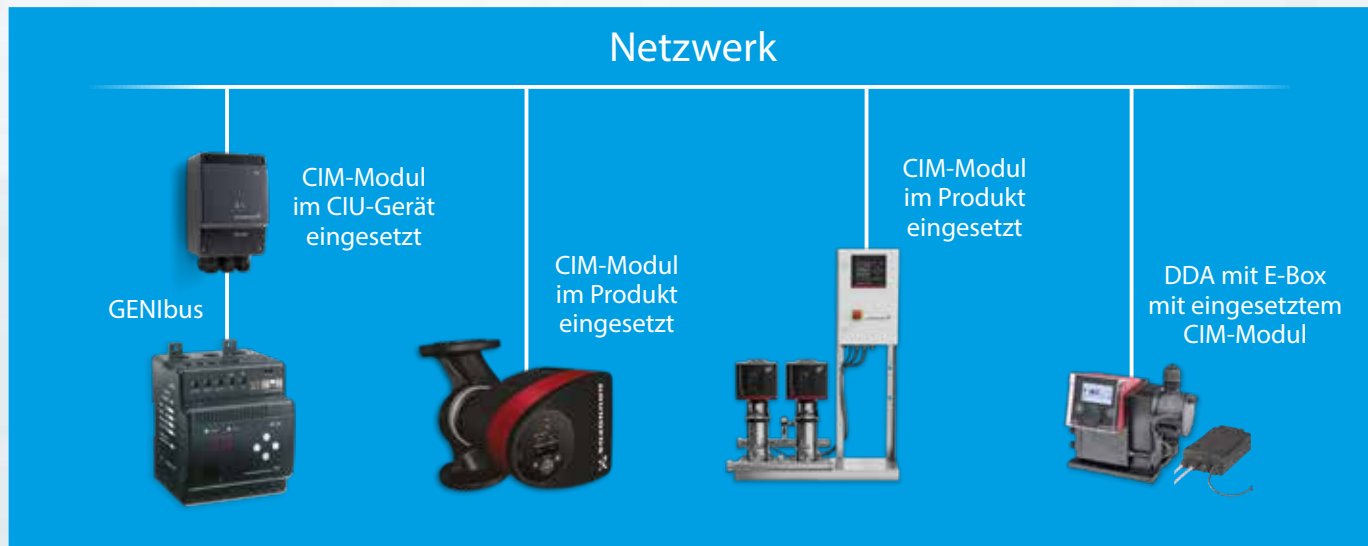 Netzwerk
CIM-Modul
im CIU-Gerät
eingesetzt
GENIbus
CIM-Modul
im Produkt
eingesetzt
GRUNDFOS
CIM-Modul
im Produkt
eingesetzt
DDA mit E-Box
mit eingesetztem
CIM-Modul